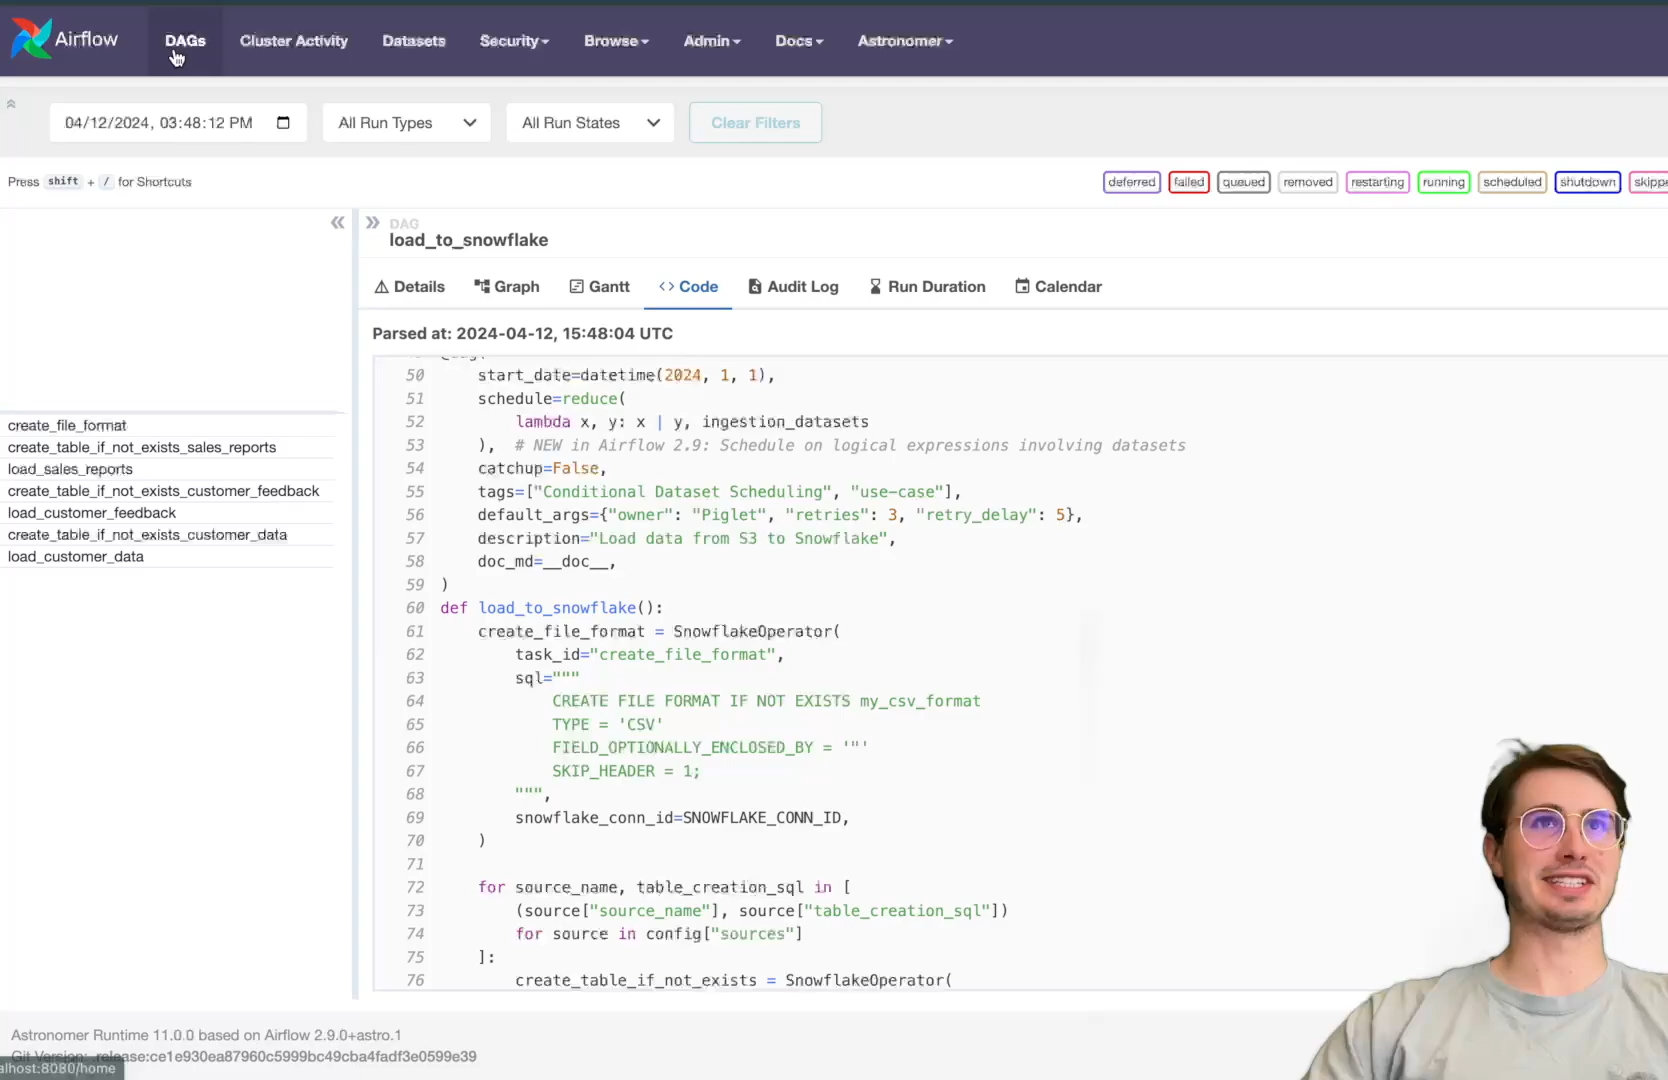 Airflow DAGs Cluster Activity Datasets Security Browse Admin Docs Astronomer
04/12/2024, 03:48:12 PM All Run Types All Run States Clear Filters
Press shift + / for Shortcuts
deferred failed queued removed restarting running scheduled shutdown skippe
DAG
load_to_snowflake
Details Graph Gantt <> Code Audit Log Run Duration Calendar
Parsed at: 2024-04-12, 15:48:04 UTC
create_file_format
create_table_if_not_exists_sales_reports
load_sales_reports
create_table_if_not_exists_customer_feedback
load_customer_feedback
create_table_if_not_exists_customer_data
load_customer_data
50 start_date=datetime(2024, 1, 1),
51 schedule=reduce(
52 lambda x, y: x | y, ingestion_datasets
53 ), # NEW in Airflow 2.9: Schedule on logical expressions involving datasets
54 catchup=False,
55 tags=["Conditional Dataset Scheduling", "use-case"],
56 default_args={"owner": "Piglet", "retries": 3, "retry_delay": 5},
57 description="Load data from S3 to Snowflake",
58 doc_md=__doc__,
59 )
60 def load_to_snowflake():
61 create_file_format = SnowflakeOperator(
62 task_id="create_file_format",
63 sql="""
64 CREATE FILE FORMAT IF NOT EXISTS my_csv_format
65 TYPE = 'CSV'
66 FIELD_OPTIONALLY_ENCLOSED_BY = '"'
67 SKIP_HEADER = 1;
68 """,
69 snowflake_conn_id=SNOWFLAKE_CONN_ID,
70 )
71
72 for source_name, table_creation_sql in [
73 (source["source_name"], source["table_creation_sql"])
74 for source in config["sources"]
75 ]:
76 create_table_if_not_exists = SnowflakeOperator(
Astronomer Runtime 11.0.0 based on Airflow 2.9.0+astro.1
Git Version: .release:ce1e930ea87960c5999bc49cba4fadf3e0599e39
alhost:8080/home